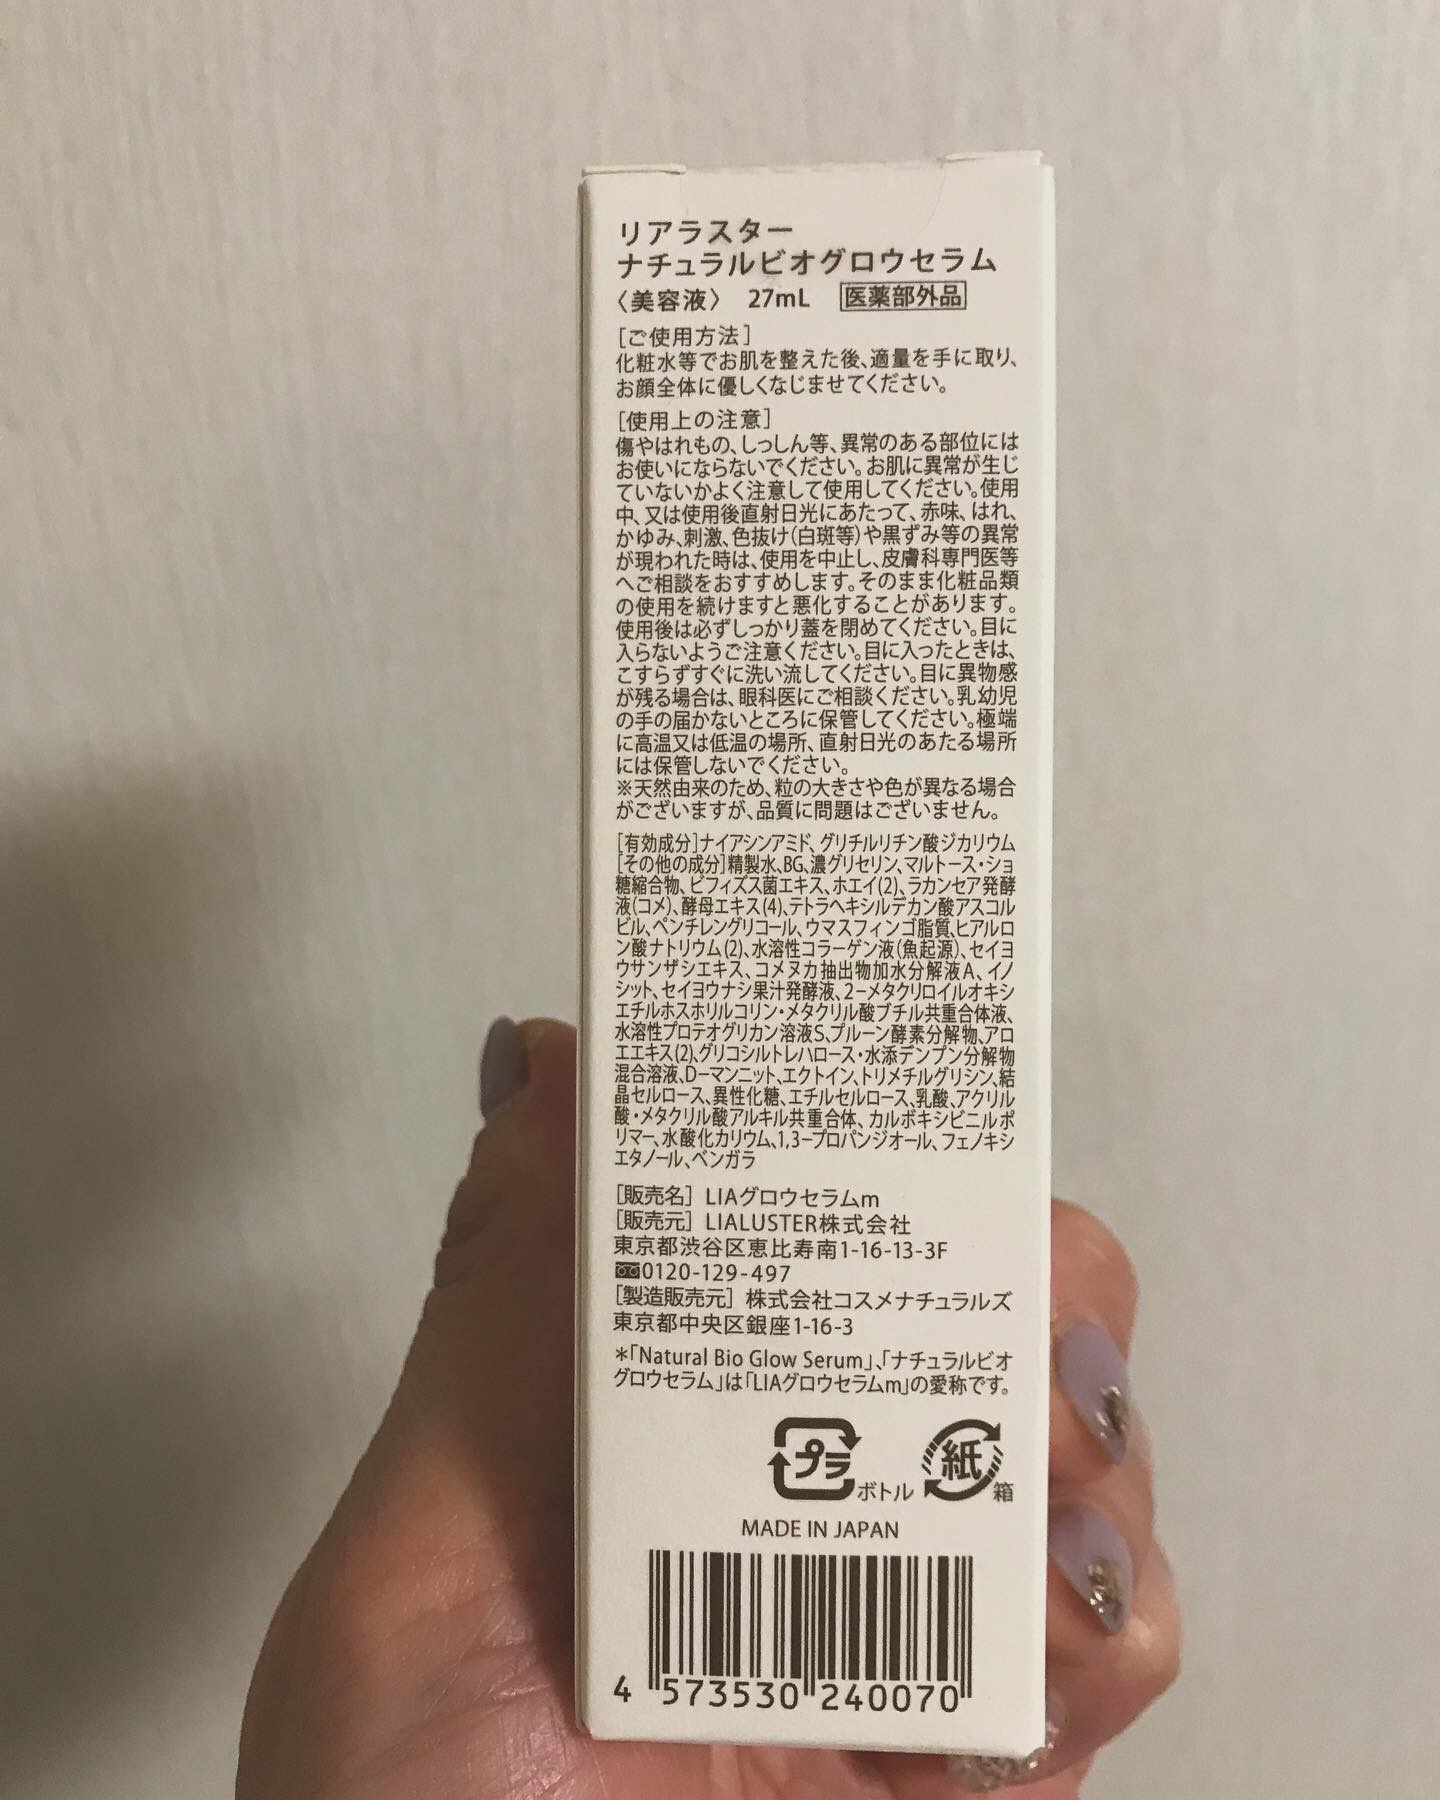 リアラスター
ナチュラルビオグロウセラム
〈美容液〉 27mL 医薬部外品
[ご使用方法]
化粧水等でお肌を整えた後、適量を手に取り、
お顔全体に優しくなじませてください。
[使用上の注意]
傷やはれもの、しっしん等、異常のある部位には
お使いにならないでください。お肌に異常が生じ
ていないかよく注意して使用してください。使用
中、又は使用後直射日光にあたって、赤味、はれ、
かゆみ、刺激、色抜け(白斑等)や黒ずみ等の異常
が現われた時は、使用を中止し、皮膚科専門医等
へご相談をおすすめします。そのまま化粧品類
の使用を続けますと悪化することがあります。
使用後は必ずしっかり蓋を閉めてください。目に
入らないようご注意ください。目に入ったときは、
こすらずすぐに洗い流してください。目に異物感
が残る場合は、眼科医にご相談ください。乳幼児
の手の届かないところに保管してください。極端
に高温又は低温の場所、直射日光のあたる場所
には保管しないでください。
※天然由来のため、粒の大きさや色が異なる場合
がございますが、品質に問題はございません。
[有効成分]ナイアシンアミド、グリチルリチン酸ジカリウム
[その他の成分]精製水、BG、濃グリセリン、マルトース・ショ
糖縮合物、ビフィズス菌エキス、ホエイ(2)、ラカンセア発酵
液(コメ)、酵母エキス(4)、テトラヘキシルデカン酸アスコル
ビル、ペンチレングリコール、ウマスフィンゴ脂質、ヒアルロ
ン酸ナトリウム(2)、水溶性コラーゲン液(魚起源)、セイヨ
ウサンザシエキス、コメヌカ抽出物加水分解液A、イノ
シット、セイヨウナシ果汁発酵液、2-メタクリロイルオキシ
エチルホスホリルコリン・メタクリル酸ブチル共重合体液、
水溶性プロテオグリカン溶液S、プルーン酵素分解物、アロ
エエキス(2)、グリコシルトレハロース・水添デンプン分解物
混合溶液、D-マンニット、エクトイン、トリメチルグリシン、結
晶セルロース、異性化糖、エチルセルロース、乳酸、アクリル
酸・メタクリル酸アルキル共重合体、カルボキシビニルポ
リマー、水酸化カリウム、1,3-プロパンジオール、フェノキシ
エタノール、ベンガラ
[販売名] LIAグロウセラムm
[販売元] LIALUSTER株式会社
東京都渋谷区恵比寿南1-16-13-3F
0120-129-497
[製造販売元] 株式会社コスメナチュラルズ
東京都中央区銀座1-16-3
*「Natural Bio Glow Serum」、「ナチュラルビオ
グロウセラム」は「LIAグロウセラムm」の愛称です。
プラ ボトル 紙 箱
MADE IN JAPAN
4 573530 240070